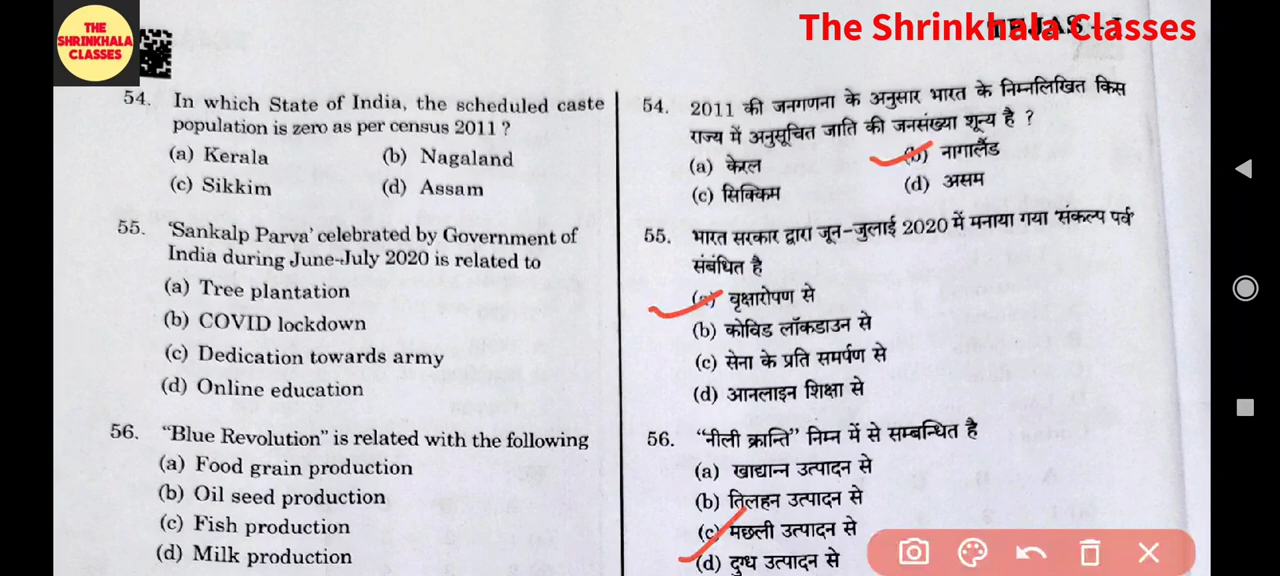 THE
SHRINKHALA
CLASSES
The Shrinkhala Classes
54. In which State of India, the scheduled caste
population is zero as per census 2011 ?
(a) Kerala (b) Nagaland
(c) Sikkim (d) Assam
55. 'Sankalp Parva' celebrated by Government of
India during June-July 2020 is related to
(a) Tree plantation
(b) COVID lockdown
(c) Dedication towards army
(d) Online education
56. "Blue Revolution" is related with the following
(a) Food grain production
(b) Oil seed production
(c) Fish production
(d) Milk production
54. 2011 की जनगणना के अनुसार भारत के निम्नलिखित किस
राज्य में अनुसूचित जाति की जनसंख्या शून्य है ?
(a) केरल (b) नागालैंड
(c) सिक्किम (d) असम
55. भारत सरकार द्वारा जून-जुलाई 2020 में मनाया गया 'संकल्प पर्व'
संबंधित है
(a) वृक्षारोपण से
(b) कोविड लॉकडाउन से
(c) सेना के प्रति समर्पण से
(d) आनलाइन शिक्षा से
56. "नीली क्रान्ति" निम्न में से सम्बन्धित है
(a) खाद्यान्न उत्पादन से
(b) तिलहन उत्पादन से
(c) मछली उत्पादन से
(d) दुग्ध उत्पादन से